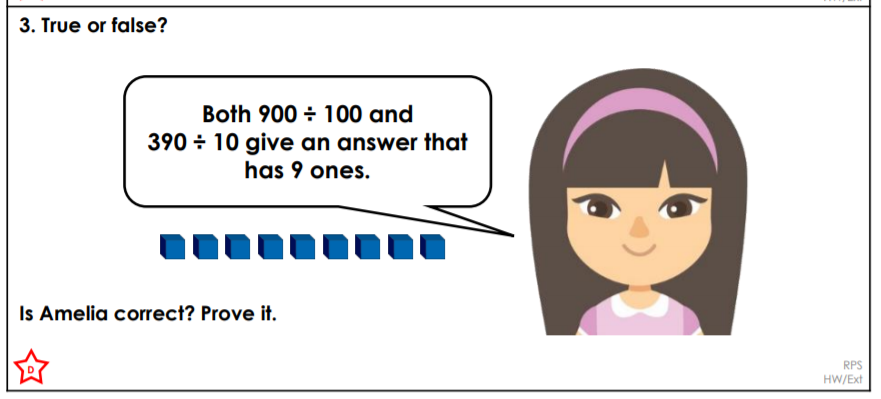 3. True or false?
Both 900 ÷ 100 and
390 ÷ 10 give an answer that
has 9 ones.
Is Amelia correct? Prove it.
D
RPS
HW/Ext